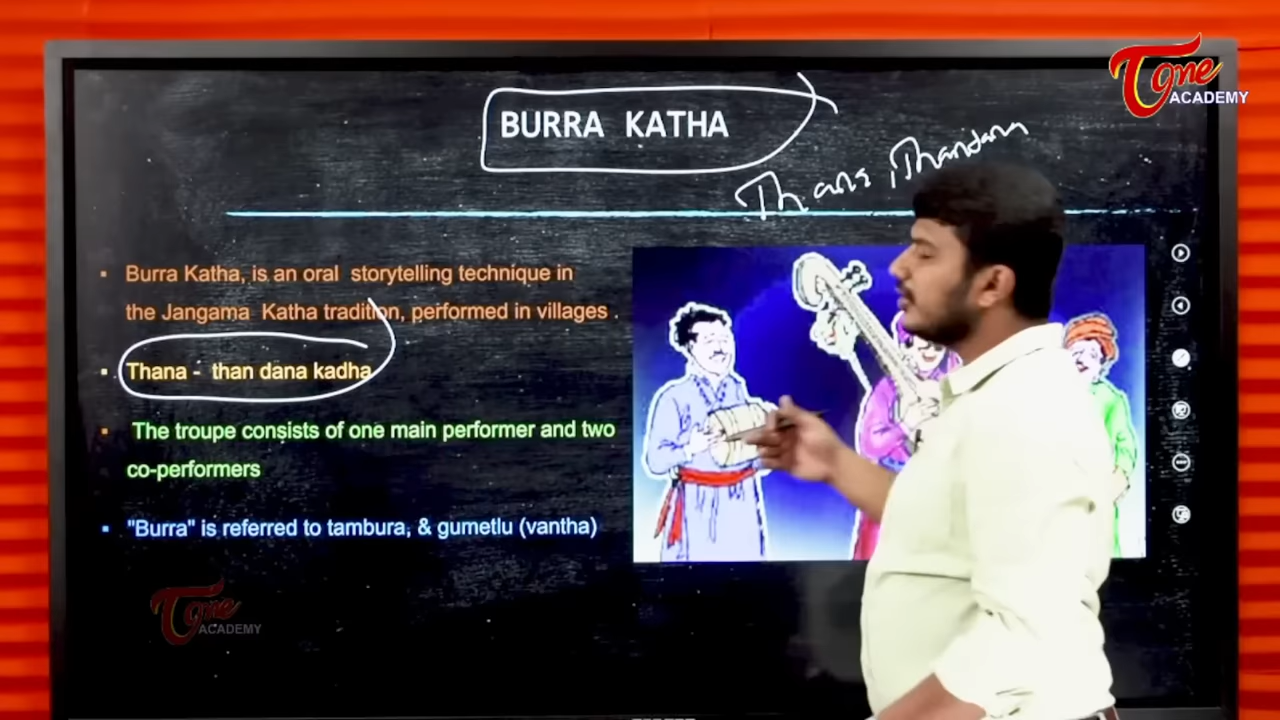 Tone
ACADEMY
BURRA KATHA
Thana Thandana
Burra Katha, is an oral storytelling technique in
the Jangama Katha tradition, performed in villages .
Thana - than dana kadha
The troupe consists of one main performer and two
co-performers
"Burra" is referred to tambura, & gumetlu (vantha)
Tone
ACADEMY